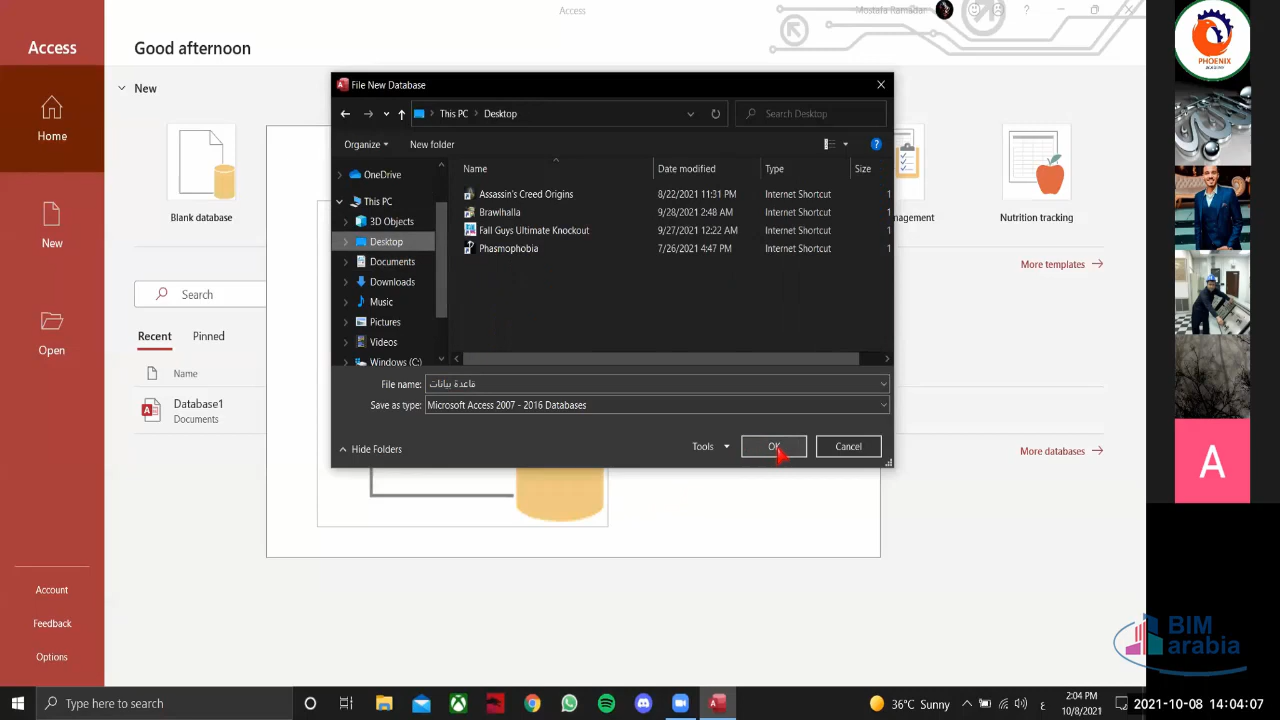 Access
Mostafa Ramadan
?
Access
Good afternoon
New
Home
New
Open
Account
Feedback
Options
Blank database
Nutrition tracking
More templates
Search
Recent
Pinned
Name
Database1
Documents
More databases
File New Database
This PC
Desktop
Search Desktop
Organize
New folder
?
OneDrive
This PC
3D Objects
Desktop
Documents
Downloads
Music
Pictures
Videos
Windows (C:)
Name Date modified Type Size
Assassin's Creed Origins 8/22/2021 11:31 PM Internet Shortcut 1
Brawlhalla 9/28/2021 2:48 AM Internet Shortcut 1
Fall Guys Ultimate Knockout 9/27/2021 12:22 AM Internet Shortcut 1
Phasmophobia 7/26/2021 4:47 PM Internet Shortcut 1
File name: قاعدة بيانات
Save as type: Microsoft Access 2007 - 2016 Databases
Hide Folders
Tools
OK
Cancel
PHOENIX
A
BIM
arabia
Type here to search
36°C Sunny
ع
2:04 PM
10/8/2021
2021-10-08 14:04:07